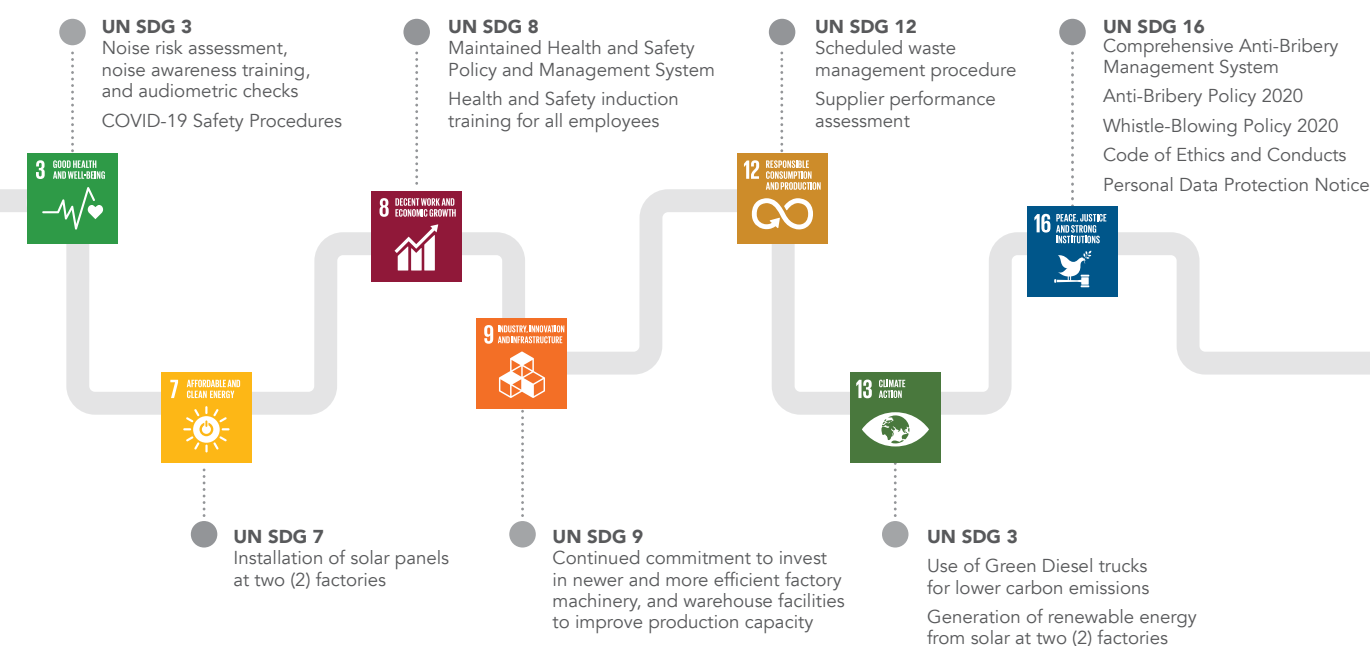 UN SDG 3
Noise risk assessment,
noise awareness training,
and audiometric checks
COVID-19 Safety Procedures
UN SDG 8
Maintained Health and Safety
Policy and Management System
Health and Safety induction
training for all employees
UN SDG 12
Scheduled waste
management procedure
Supplier performance
assessment
UN SDG 16
Comprehensive Anti-Bribery
Management System
Anti-Bribery Policy 2020
Whistle-Blowing Policy 2020
Code of Ethics and Conducts
Personal Data Protection Notice
3 GOOD HEALTH
AND WELL-BEING
8 DECENT WORK AND
ECONOMIC GROWTH
12 RESPONSIBLE
CONSUMPTION
AND PRODUCTION
16 PEACE, JUSTICE
AND STRONG
INSTITUTIONS
7 AFFORDABLE AND
CLEAN ENERGY
9 INDUSTRY, INNOVATION
AND INFRASTRUCTURE
13 CLIMATE
ACTION
UN SDG 7
Installation of solar panels
at two (2) factories
UN SDG 9
Continued commitment to invest
in newer and more efficient factory
machinery, and warehouse facilities
to improve production capacity
UN SDG 3
Use of Green Diesel trucks
for lower carbon emissions
Generation of renewable energy
from solar at two (2) factories